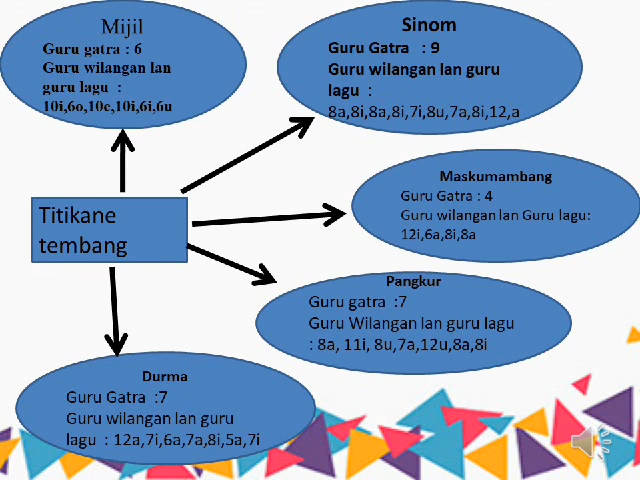 Mijil
Guru gatra : 6
Guru wilangan lan
guru lagu :
10i,6o,10e,10i,6i,6u
Sinom
Guru Gatra : 9
Guru wilangan lan guru
lagu :
8a,8i,8a,8i,7i,8u,7a,8i,12,a
Titikane
tembang
Maskumambang
Guru Gatra : 4
Guru wilangan lan Guru lagu:
12i,6a,8i,8a
Pangkur
Guru gatra :7
Guru Wilangan lan guru lagu
: 8a, 11i, 8u,7a,12u,8a,8i
Durma
Guru Gatra :7
Guru wilangan lan guru
lagu : 12a,7i,6a,7a,8i,5a,7i